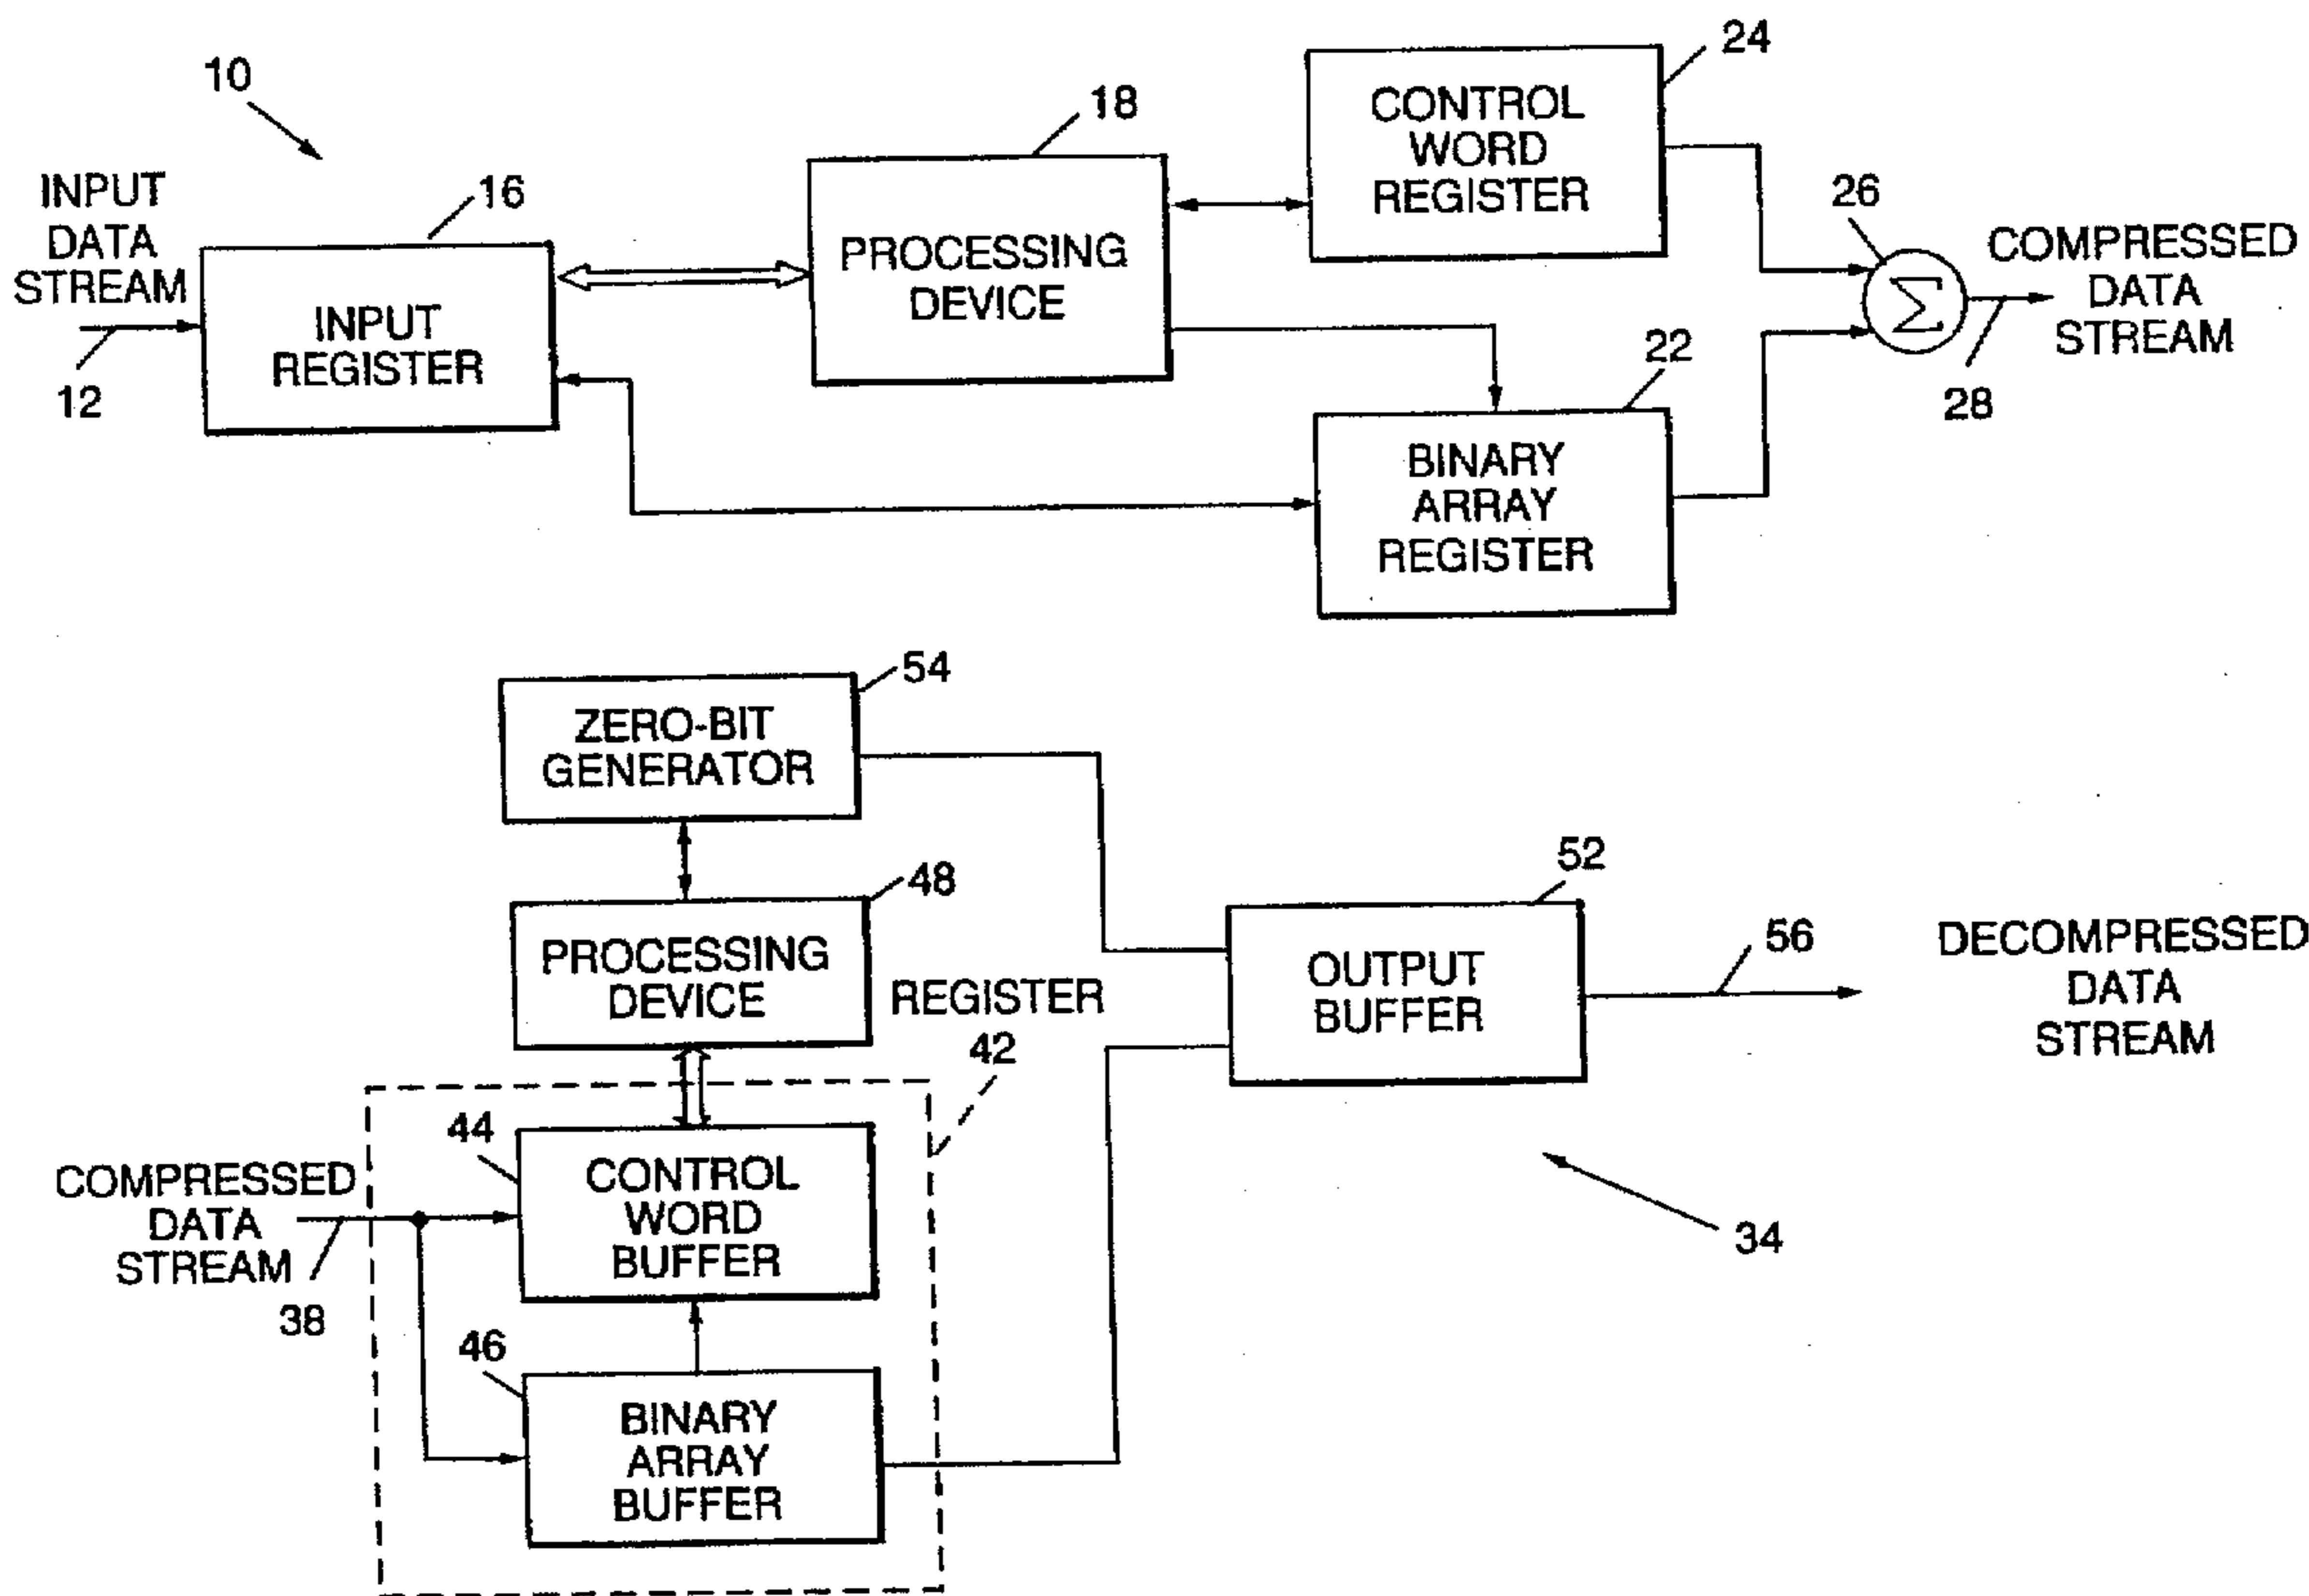 10
INPUT
DATA
STREAM
12
16
INPUT
REGISTER
18
PROCESSING
DEVICE
24
CONTROL
WORD
REGISTER
22
BINARY
ARRAY
REGISTER
26
Σ
COMPRESSED
DATA
STREAM
28
54
ZERO-BIT
GENERATOR
48
PROCESSING
DEVICE
REGISTER
42
44
CONTROL
WORD
BUFFER
COMPRESSED
DATA
STREAM
38
46
BINARY
ARRAY
BUFFER
52
OUTPUT
BUFFER
56
DECOMPRESSED
DATA
STREAM
34